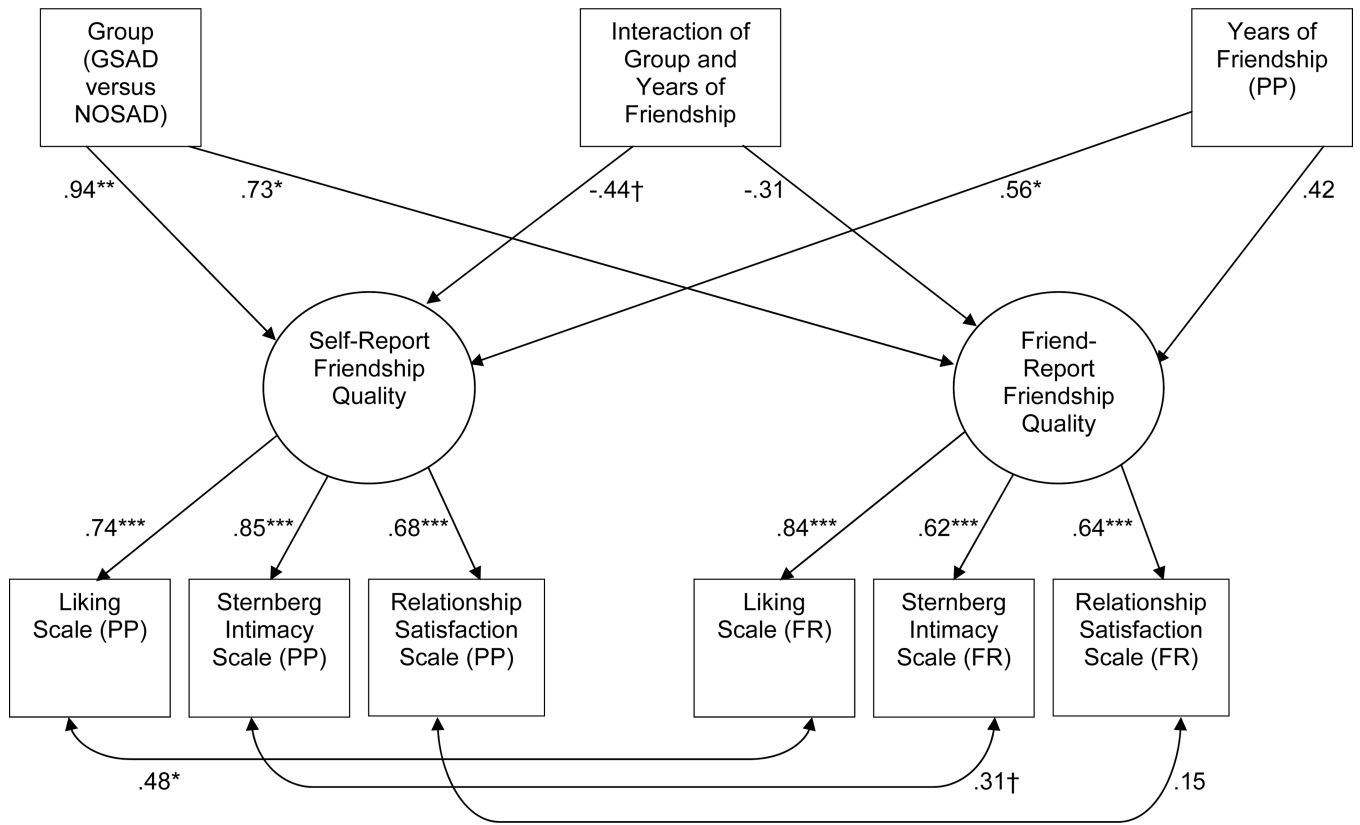 Group
(GSAD
versus
NOSAD)
Interaction of
Group and
Years of
Friendship
Years of
Friendship
(PP)
.94**
.73*
-.44†
-.31
.56*
.42
Self-Report
Friendship
Quality
Friend-
Report
Friendship
Quality
.74***
.85***
.68***
.84***
.62***
.64***
Liking
Scale (PP)
Sternberg
Intimacy
Scale (PP)
Relationship
Satisfaction
Scale (PP)
Liking
Scale (FR)
Sternberg
Intimacy
Scale (FR)
Relationship
Satisfaction
Scale (FR)
.48*
.31†
.15